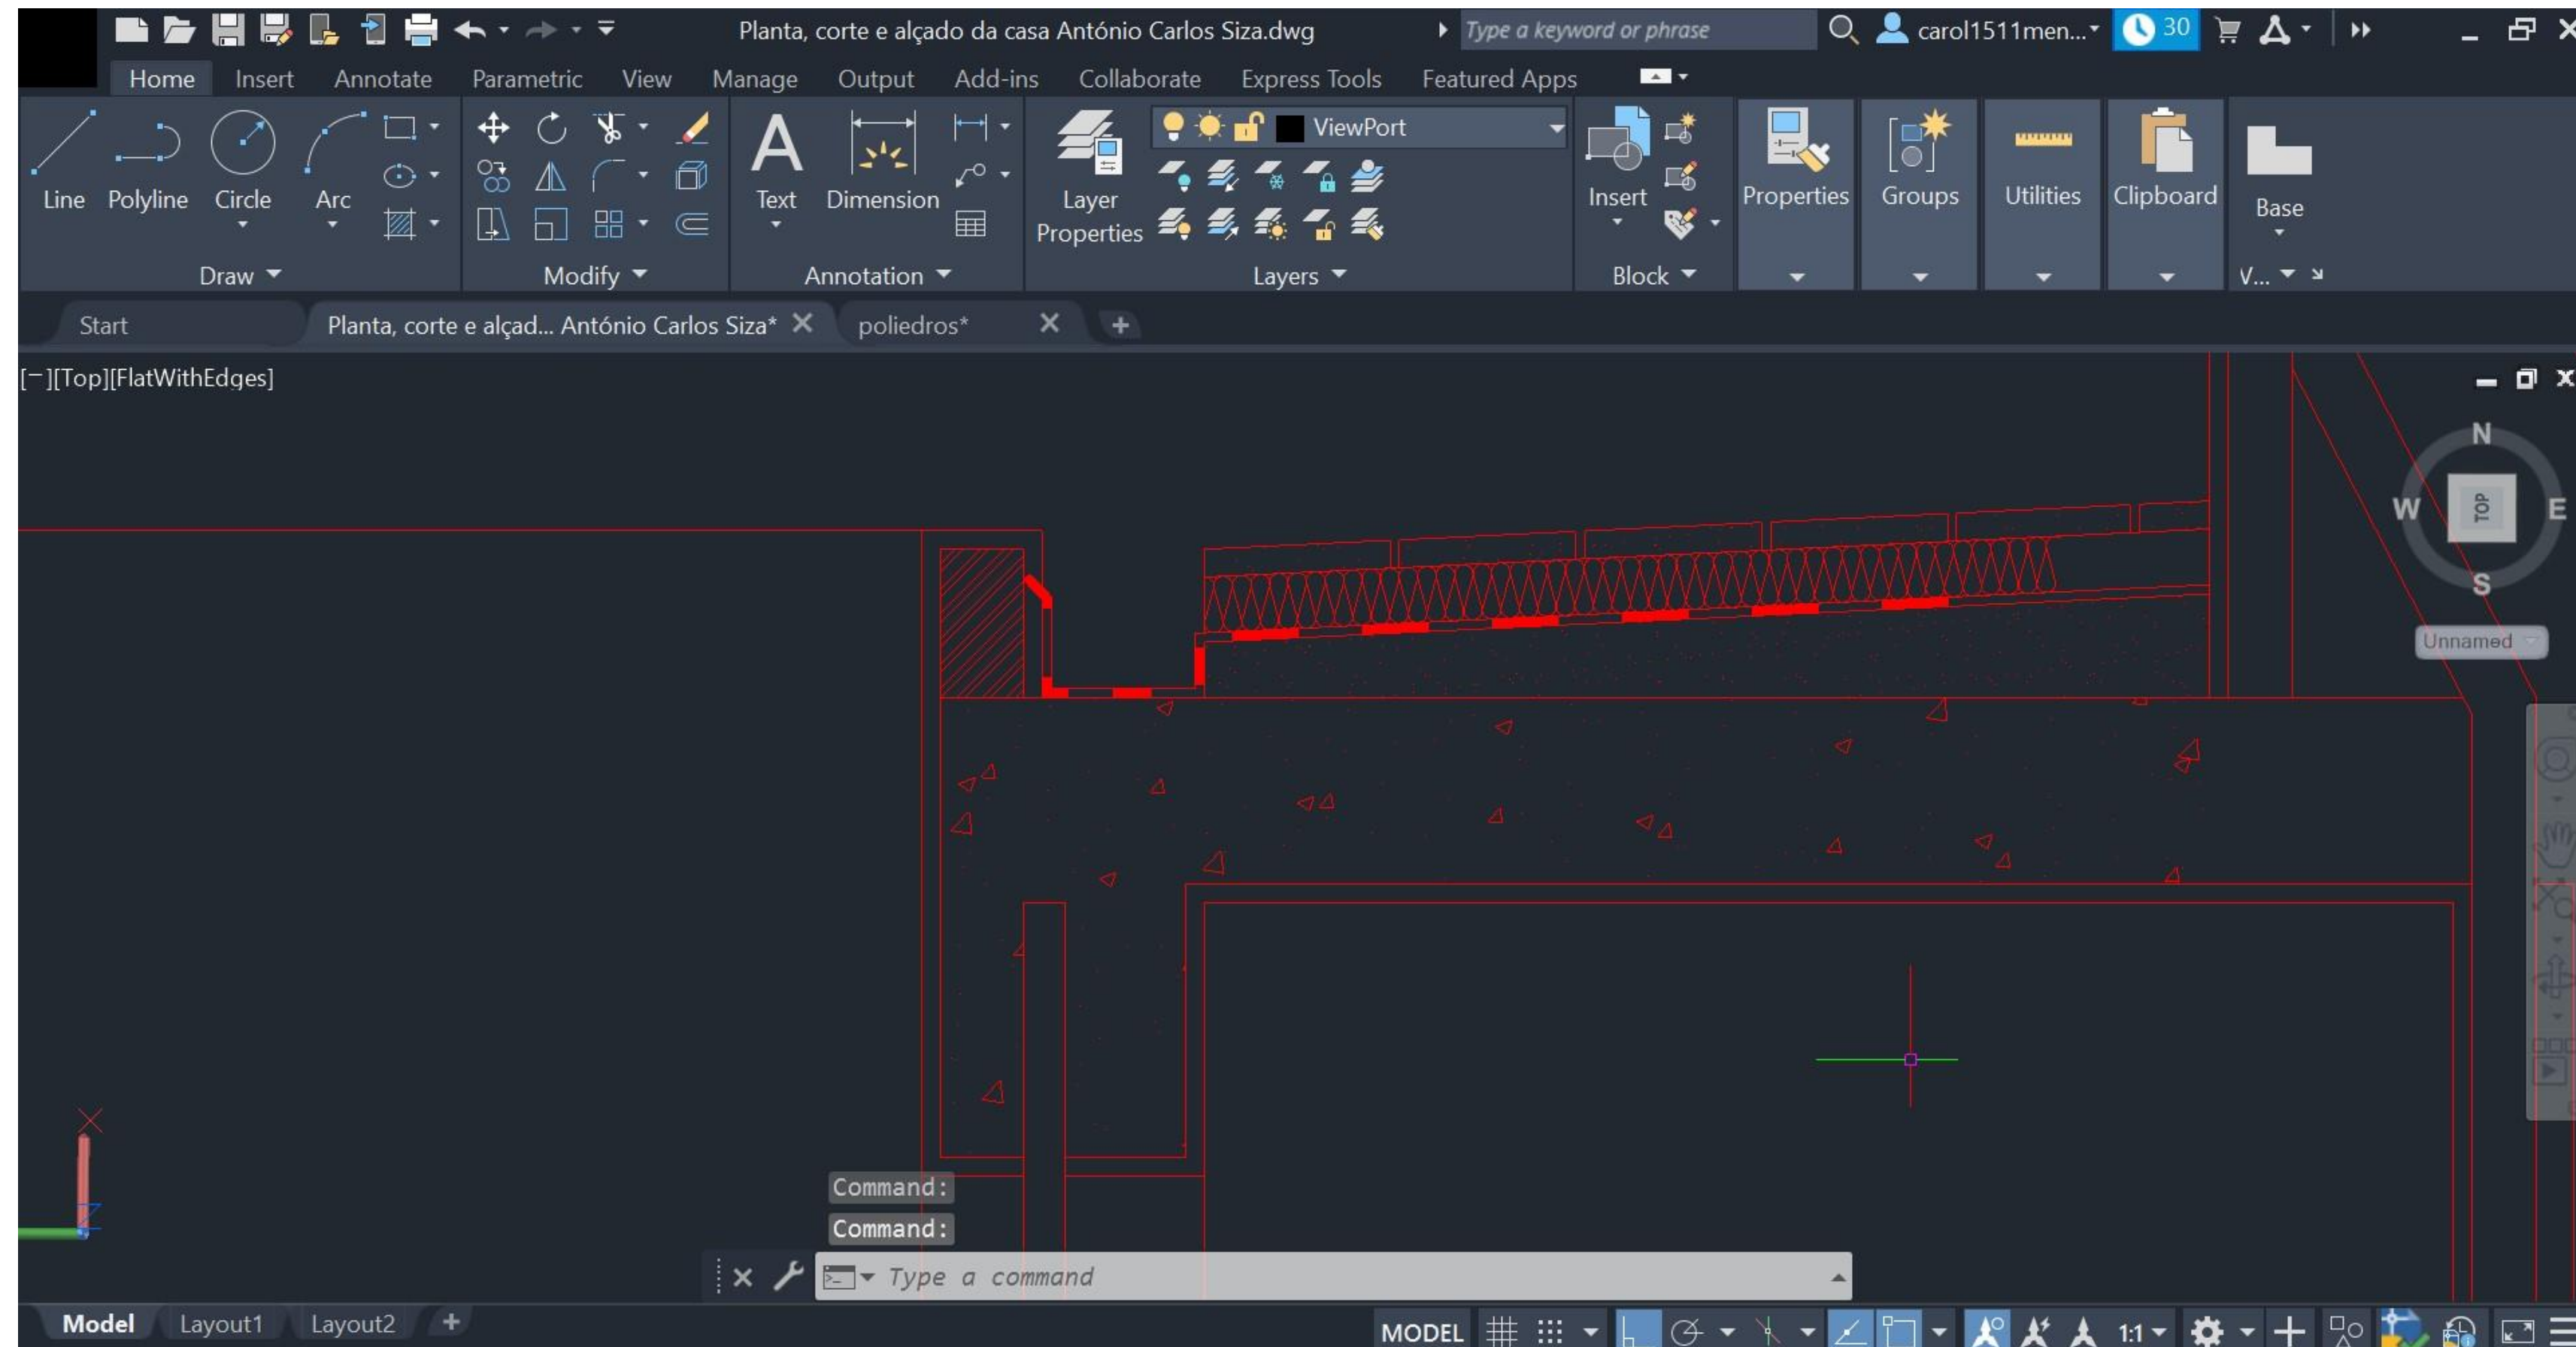 Planta, corte e alçado da casa António Carlos Siza.dwg
Type a keyword or phrase
carol1511men...
30
Home Insert Annotate Parametric View Manage Output Add-ins Collaborate Express Tools Featured Apps
ViewPort
Line Polyline Circle Arc
Text Dimension
Layer Properties
Insert
Properties Groups Utilities Clipboard Base
Draw Modify Annotation Layers Block V...
Start Planta, corte e alçad... António Carlos Siza* poliedros*
[−][Top][FlatWithEdges]
N
W TOP E
S
Unnamed
X
Z
Command:
Command:
Type a command
Model Layout1 Layout2
MODEL 1:1